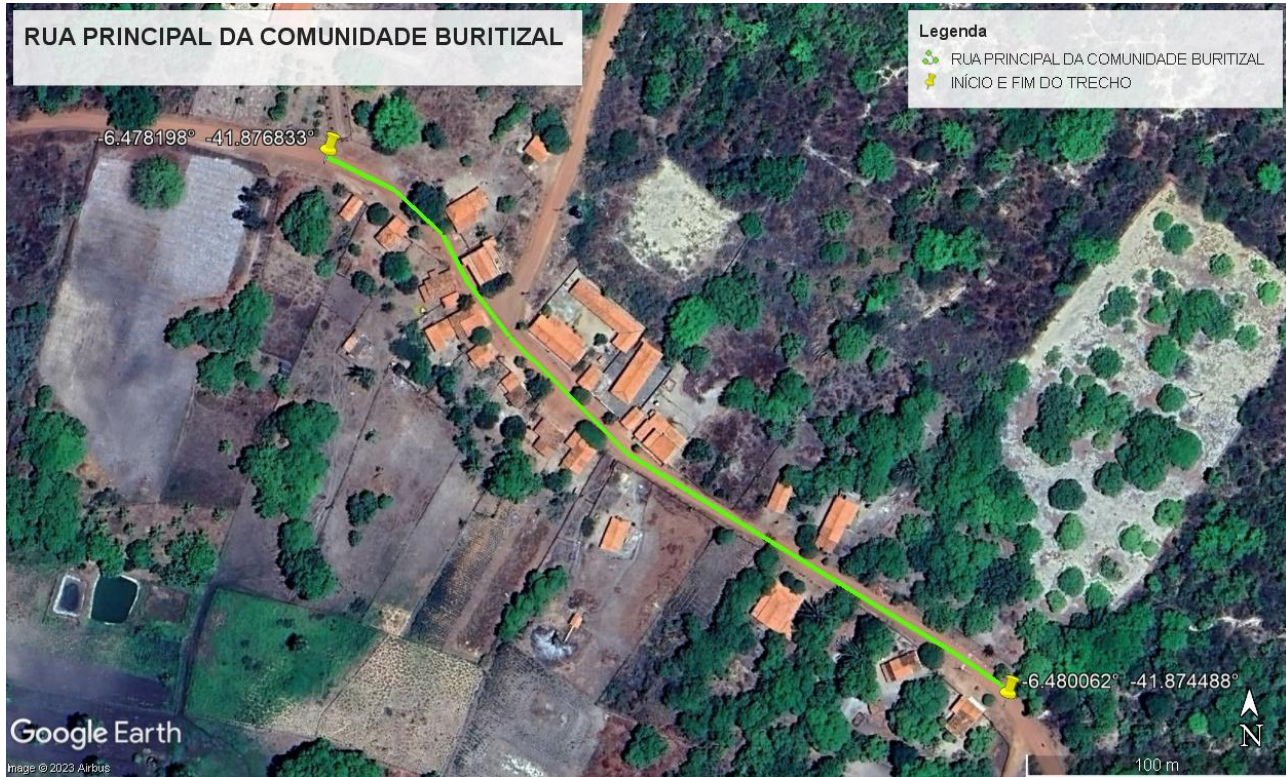 RUA PRINCIPAL DA COMUNIDADE BURITIZAL
Legenda
RUA PRINCIPAL DA COMUNIDADE BURITIZAL
INÍCIO E FIM DO TRECHO
-6.478198° -41.876833°
-6.480062° -41.874488°
N
Google Earth
Image © 2023 Airbus
100 m